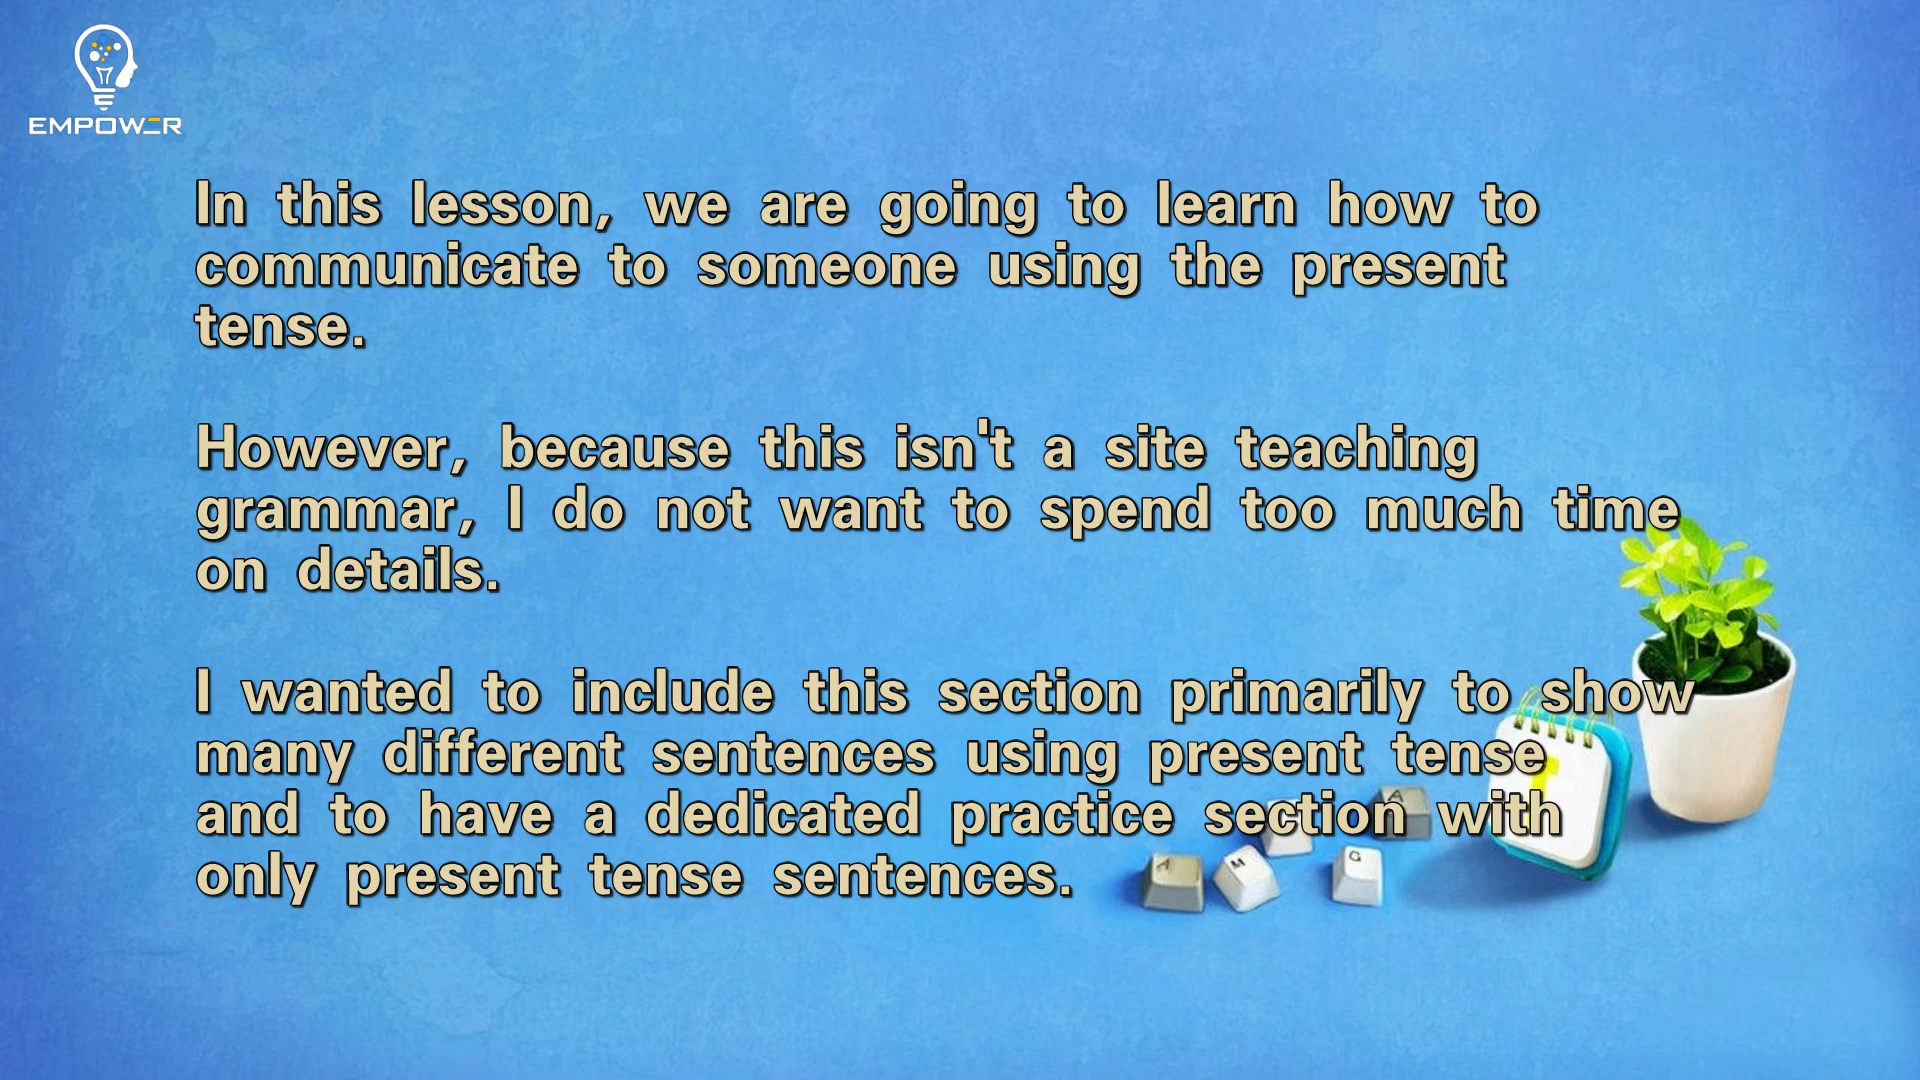 EMPOWER
In this lesson, we are going to learn how to
communicate to someone using the present
tense.
However, because this isn't a site teaching
grammar, I do not want to spend too much time
on details.
I wanted to include this section primarily to show
many different sentences using present tense
and to have a dedicated practice section with
only present tense sentences.
A
M
G